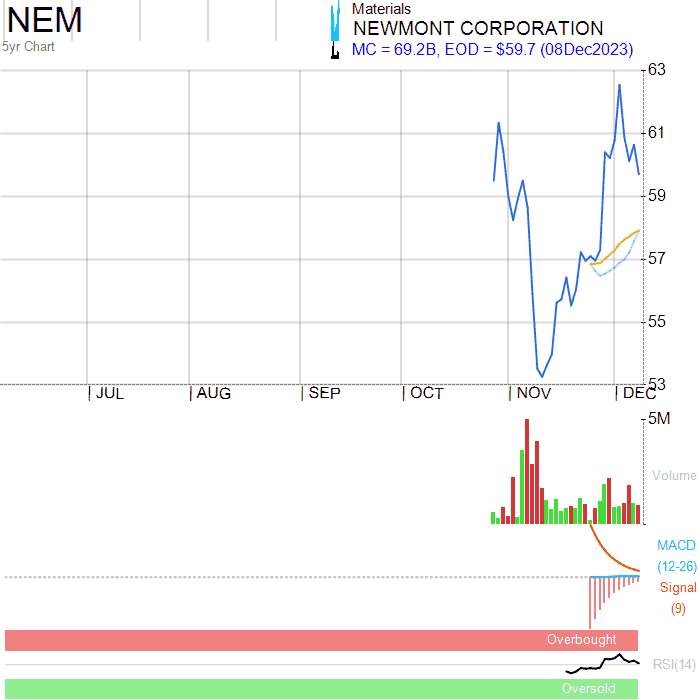 NEM
5yr Chart
Materials
NEWMONT CORPORATION
MC = 69.2B, EOD = $59.7 (08Dec2023)
63
61
59
57
55
53
JUL
AUG
SEP
OCT
NOV
DEC
5M
Volume
MACD
(12-26)
Signal
(9)
Overbought
RSI(14)
Oversold